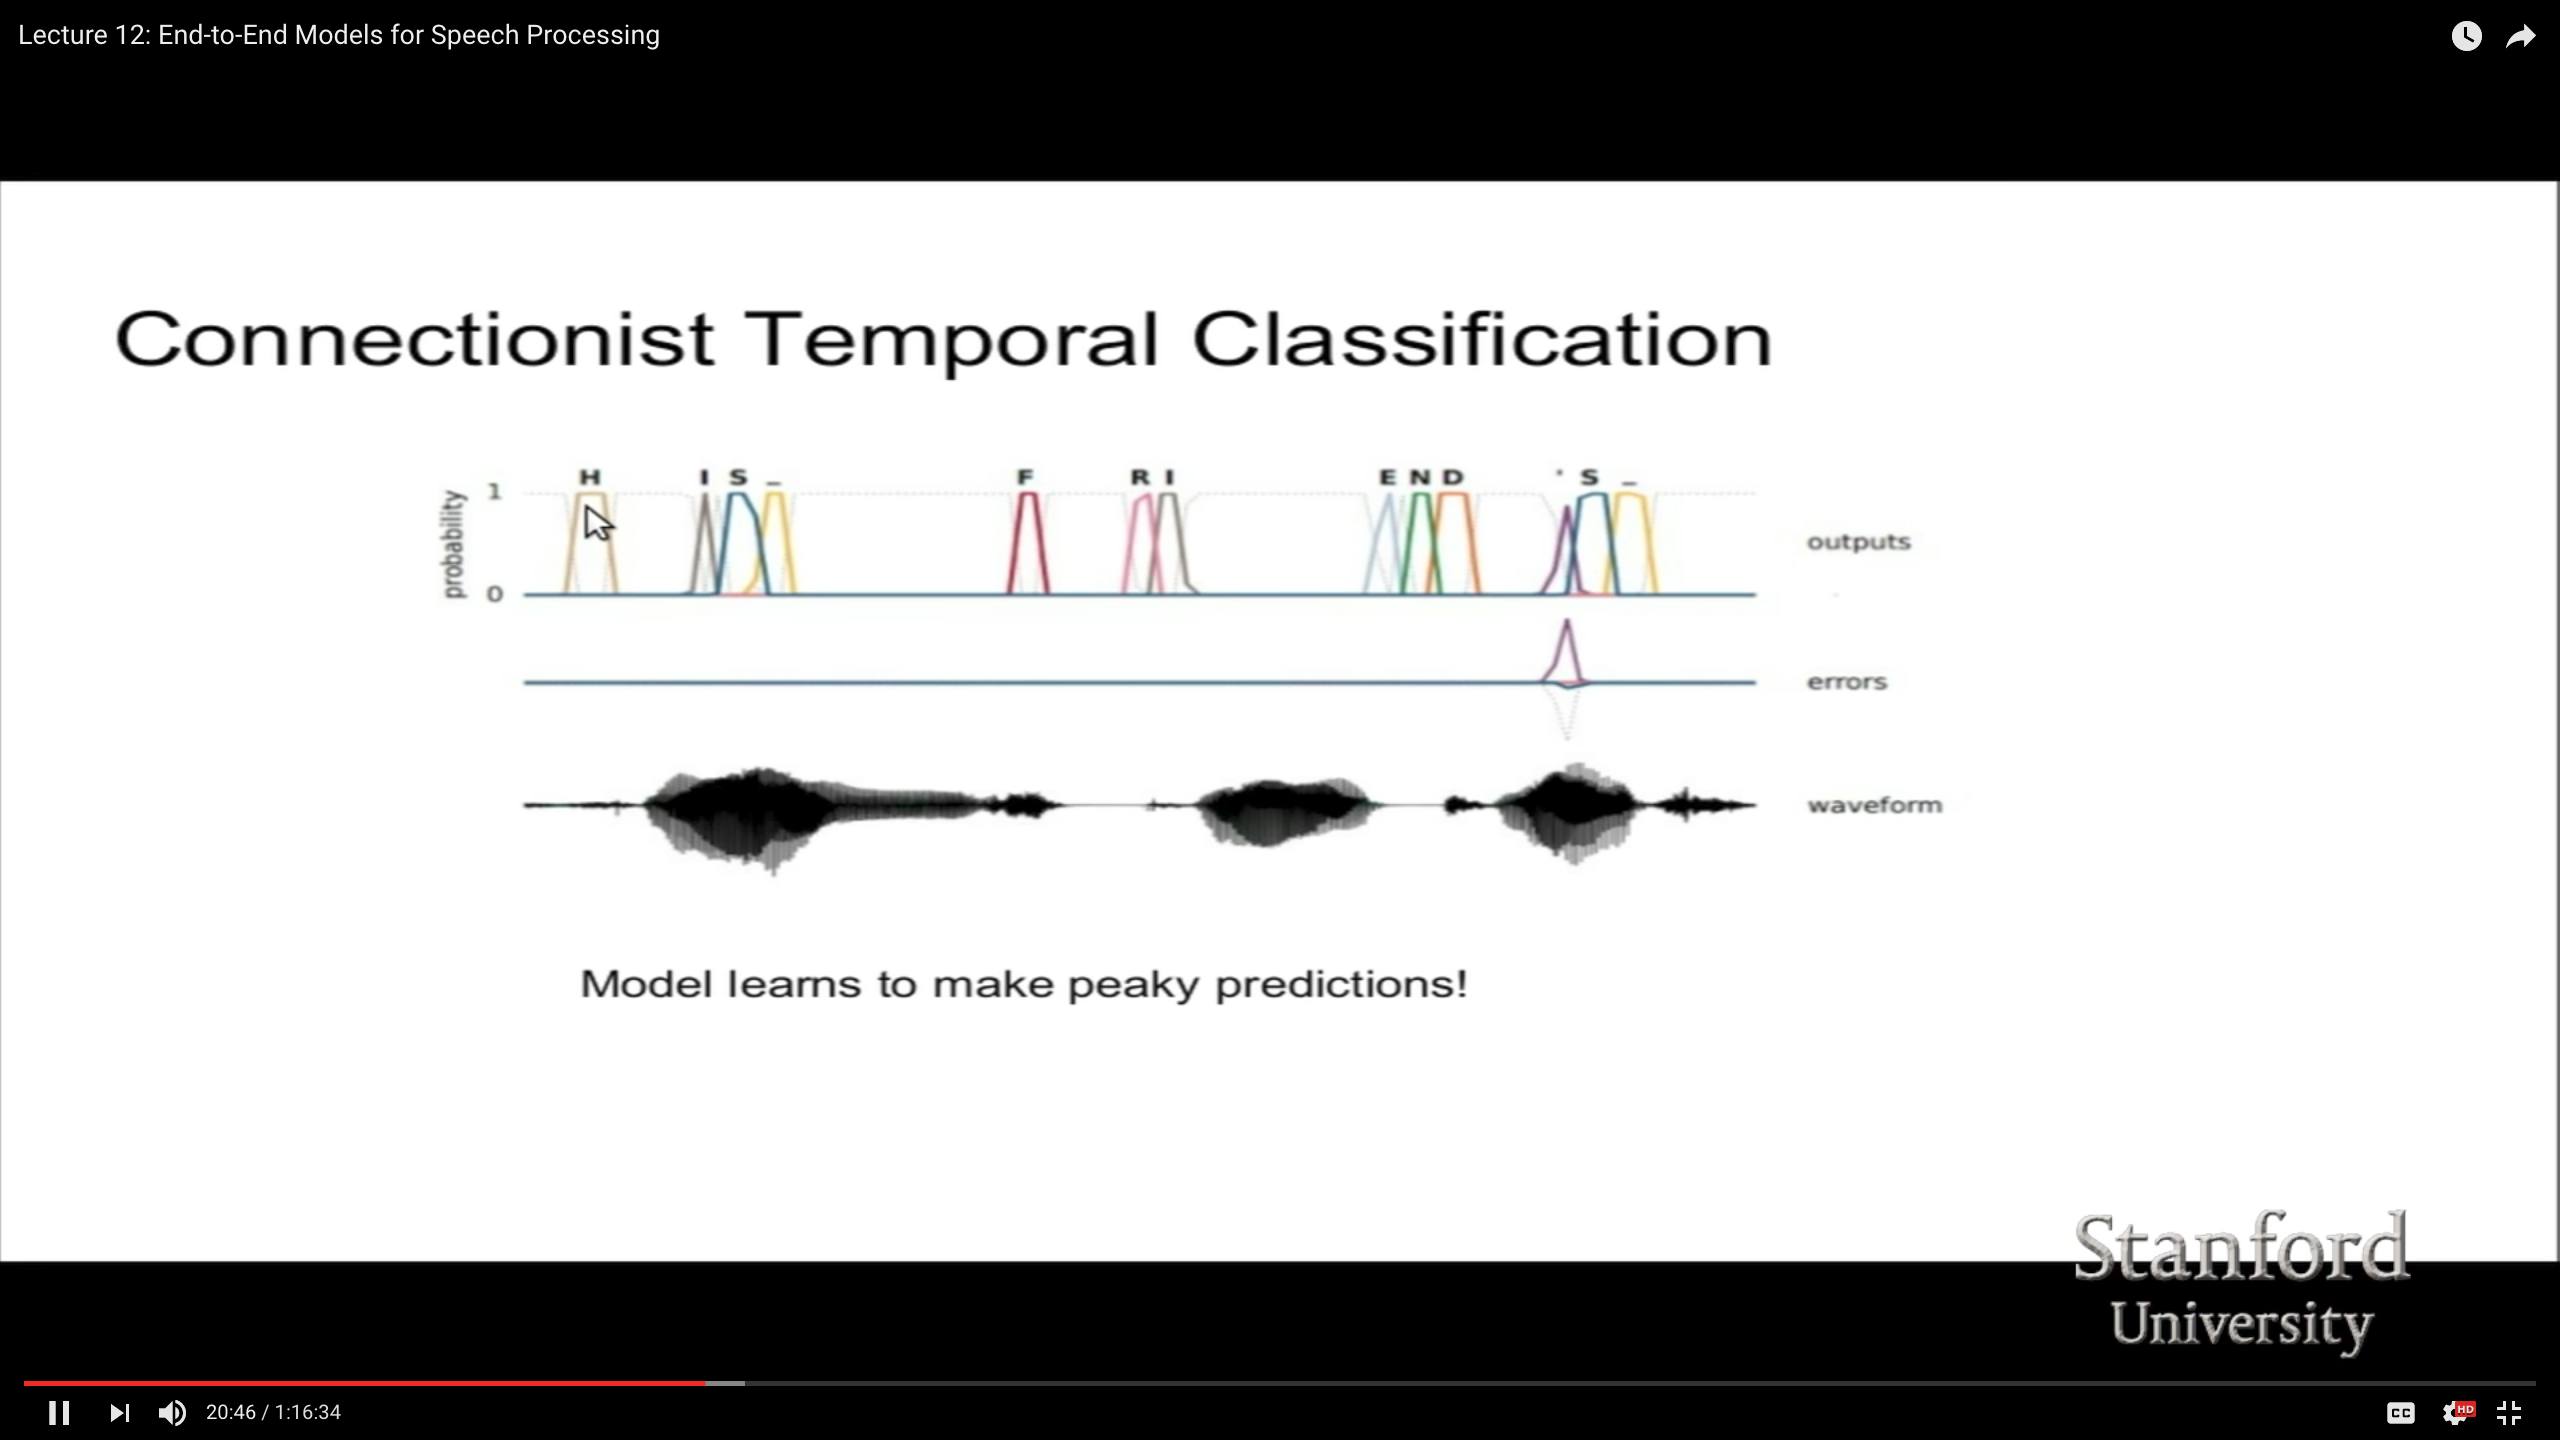 Lecture 12: End-to-End Models for Speech Processing
Connectionist Temporal Classification
H I S _ F R I E N D ' S _
probability
1
0
outputs
errors
waveform
Model learns to make peaky predictions!
Stanford
University
20:46 / 1:16:34
CC
HD